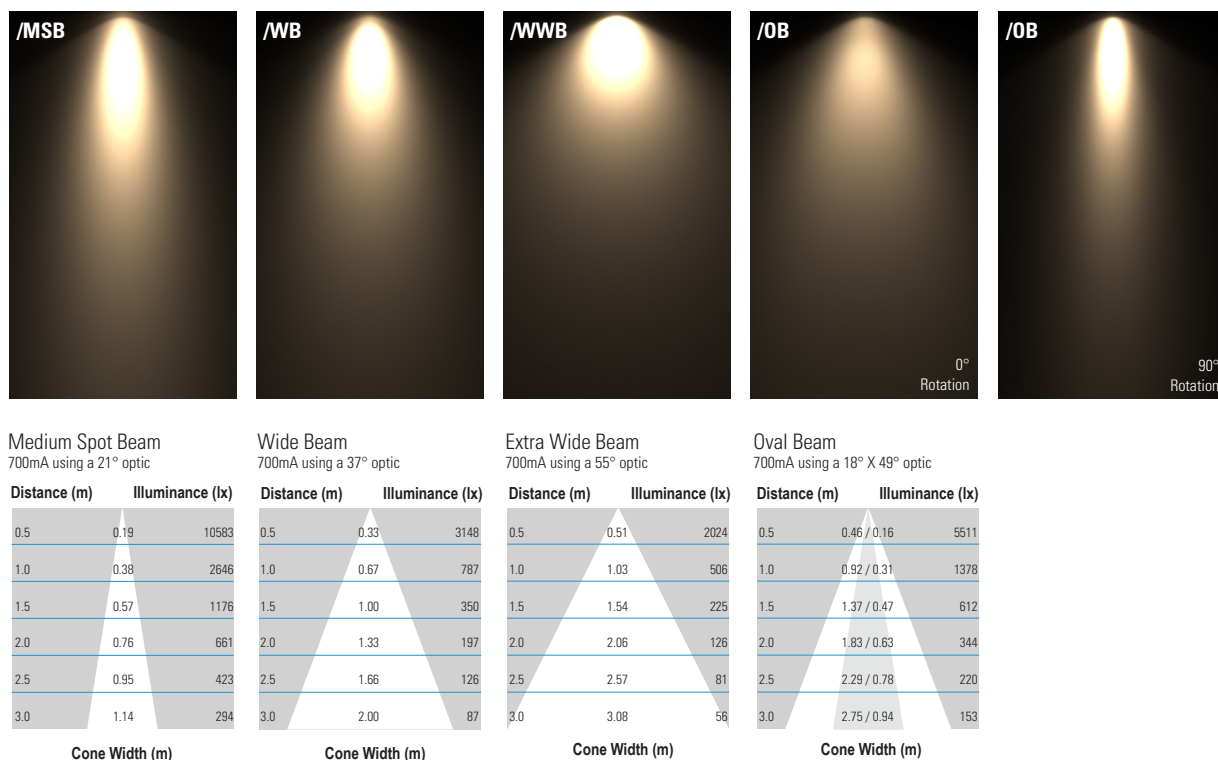 /MSB
/WB
/WWB
/OB
0°
Rotation
/OB
90°
Rotation
Medium Spot Beam
700mA using a 21° optic
Distance (m) Illuminance (lx)
0.5 0.19 10583
1.0 0.38 2646
1.5 0.57 1176
2.0 0.76 661
2.5 0.95 423
3.0 1.14 294
Cone Width (m)
Wide Beam
700mA using a 37° optic
Distance (m) Illuminance (lx)
0.5 0.33 3148
1.0 0.67 787
1.5 1.00 350
2.0 1.33 197
2.5 1.66 126
3.0 2.00 87
Cone Width (m)
Extra Wide Beam
700mA using a 55° optic
Distance (m) Illuminance (lx)
0.5 0.51 2024
1.0 1.03 506
1.5 1.54 225
2.0 2.06 126
2.5 2.57 81
3.0 3.08 56
Cone Width (m)
Oval Beam
700mA using a 18° X 49° optic
Distance (m) Illuminance (lx)
0.5 0.46 / 0.16 5511
1.0 0.92 / 0.31 1378
1.5 1.37 / 0.47 612
2.0 1.83 / 0.63 344
2.5 2.29 / 0.78 220
3.0 2.75 / 0.94 153
Cone Width (m)